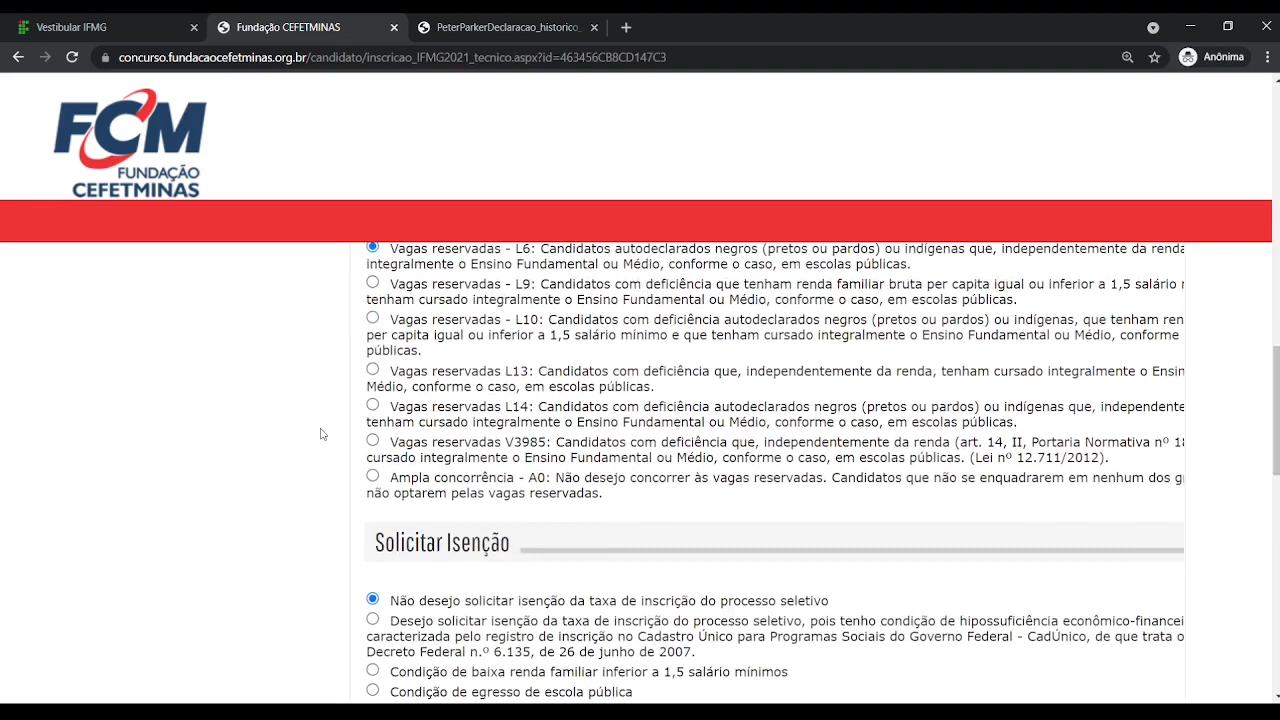 Vestibular IFMG
Fundação CEFETMINAS
PeterParkerDeclaracao_historico_
concurso.fundacaocefetminas.org.br/candidato/inscricao_IFMG2021_tecnico.aspx?id=463456CB8CD147C3
Anônima
FCM
FUNDAÇÃO
CEFETMINAS
Vagas reservadas - L6: Candidatos autodeclarados negros (pretos ou pardos) ou indígenas que, independentemente da renda
integralmente o Ensino Fundamental ou Médio, conforme o caso, em escolas públicas.
Vagas reservadas - L9: Candidatos com deficiência que tenham renda familiar bruta per capita igual ou inferior a 1,5 salário
tenham cursado integralmente o Ensino Fundamental ou Médio, conforme o caso, em escolas públicas.
Vagas reservadas - L10: Candidatos com deficiência autodeclarados negros (pretos ou pardos) ou indígenas, que tenham ren
per capita igual ou inferior a 1,5 salário mínimo e que tenham cursado integralmente o Ensino Fundamental ou Médio, conforme
públicas.
Vagas reservadas L13: Candidatos com deficiência que, independentemente da renda, tenham cursado integralmente o Ensin
Médio, conforme o caso, em escolas públicas.
Vagas reservadas L14: Candidatos com deficiência autodeclarados negros (pretos ou pardos) ou indígenas que, independente
tenham cursado integralmente o Ensino Fundamental ou Médio, conforme o caso, em escolas públicas.
Vagas reservadas V3985: Candidatos com deficiência que, independentemente da renda (art. 14, II, Portaria Normativa nº 18
cursado integralmente o Ensino Fundamental ou Médio, conforme o caso, em escolas públicas. (Lei nº 12.711/2012).
Ampla concorrência - A0: Não desejo concorrer às vagas reservadas. Candidatos que não se enquadrarem em nenhum dos g
não optarem pelas vagas reservadas.
Solicitar Isenção
Não desejo solicitar isenção da taxa de inscrição do processo seletivo
Desejo solicitar isenção da taxa de inscrição do processo seletivo, pois tenho condição de hipossuficiência econômico-financei
caracterizada pelo registro de inscrição no Cadastro Único para Programas Sociais do Governo Federal - CadÚnico, de que trata o
Decreto Federal n.º 6.135, de 26 de junho de 2007.
Condição de baixa renda familiar inferior a 1,5 salário mínimos
Condição de egresso de escola pública